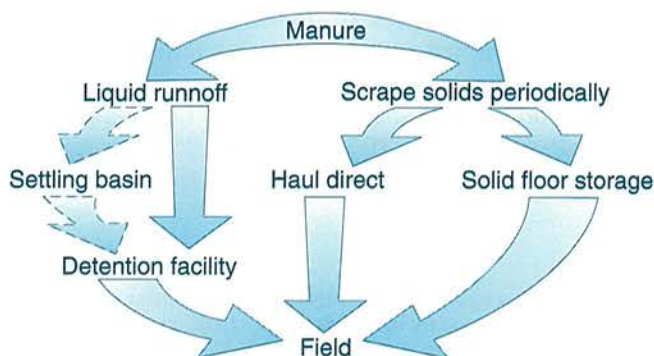 Manure
Liquid runnoff
Scrape solids periodically
Settling basin
Haul direct
Solid floor storage
Detention facility
Field